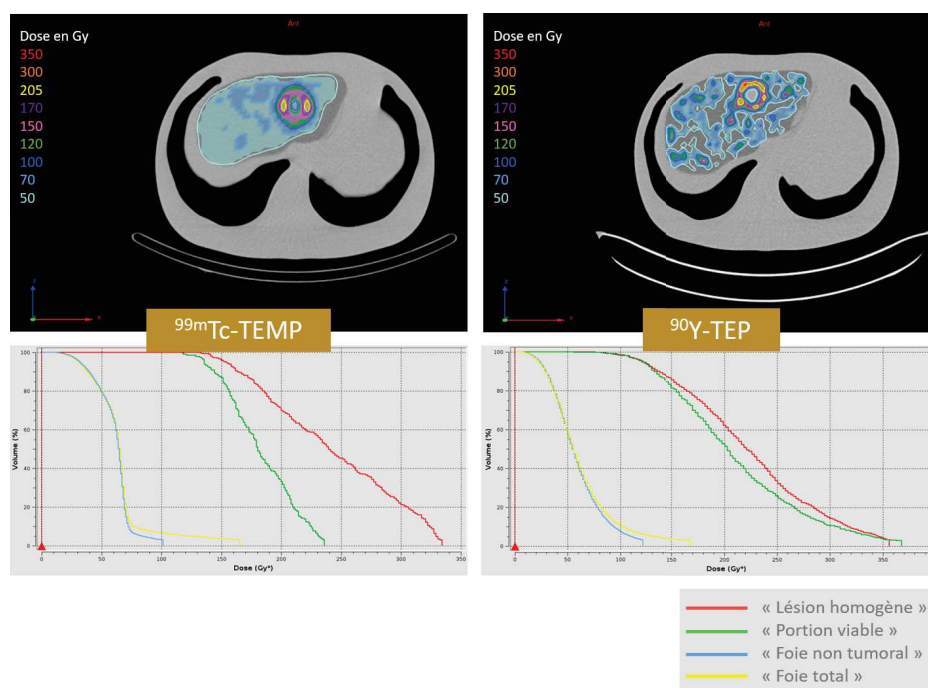 Ant
Dose en Gy
350
300
205
170
150
120
100
70
50
Ant
Dose en Gy
350
300
205
170
150
120
100
70
50
z
x
99mTc-TEMP
z
x
90Y-TEP
Volume (%)
100
80
60
40
20
0
0 50 100 150 200 250 300 350
Dose (Gy*)
Volume (%)
100
80
60
40
20
0
0 50 100 150 200 250 300 350
Dose (Gy*)
« Lésion homogène »
« Portion viable »
« Foie non tumoral »
« Foie total »